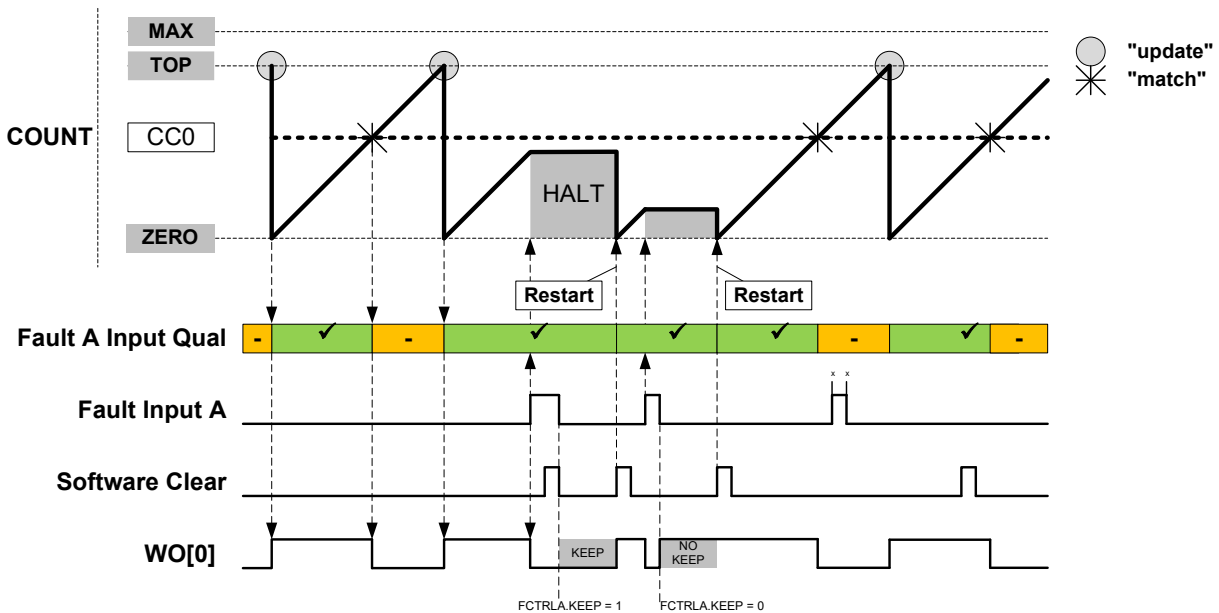 MAX
TOP
"update"
"match"
COUNT
CC0
HALT
ZERO
Restart
Restart
Fault A Input Qual
- ✓ - ✓ ✓ ✓ - ✓ -
x x
Fault Input A
Software Clear
WO[0]
KEEP
NO
KEEP
FCTRLA.KEEP = 1
FCTRLA.KEEP = 0